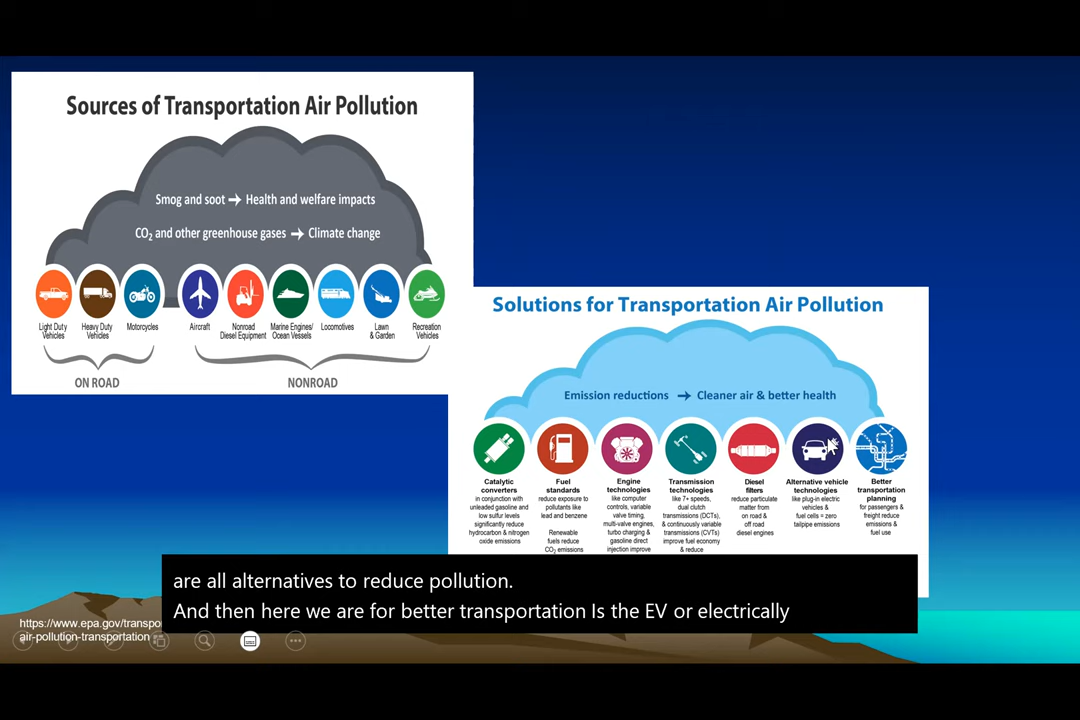 Sources of Transportation Air Pollution
Smog and soot → Health and welfare impacts
CO₂ and other greenhouse gases → Climate change
Light Duty
Vehicles
Heavy Duty
Vehicles
Motorcycles
Aircraft
Nonroad
Diesel Equipment
Marine Engines/
Ocean Vessels
Locomotives
Lawn
& Garden
Recreation
Vehicles
ON ROAD
NONROAD
Solutions for Transportation Air Pollution
Emission reductions → Cleaner air & better health
Catalytic
converters
in conjunction with
unleaded gasoline and
low sulfur levels
significantly reduce
hydrocarbon & nitrogen
oxide emissions
Fuel
standards
reduce exposure to
pollutants like
lead and benzene
Renewable
fuels reduce
CO₂ emissions
Engine
technologies
like computer
controls, variable
valve timing,
multi-valve engines,
turbo charging &
gasoline direct
injection improve
Transmission
technologies
like 7+ speeds,
dual clutch
transmissions (DCTs)
& continuously variable
transmissions (CVTs)
improve fuel economy
& reduce
Diesel
filters
reduce particulate
matter from
on road &
off road
diesel engines
Alternative vehicle
technologies
like plug-in electric
vehicles &
fuel cells = zero
tailpipe emissions
Better
transportation
planning
for passengers &
freight reduce
emissions &
fuel use
are all alternatives to reduce pollution.
And then here we are for better transportation Is the EV or electrically
https://www.epa.gov/transpo
air-pollution-transportation